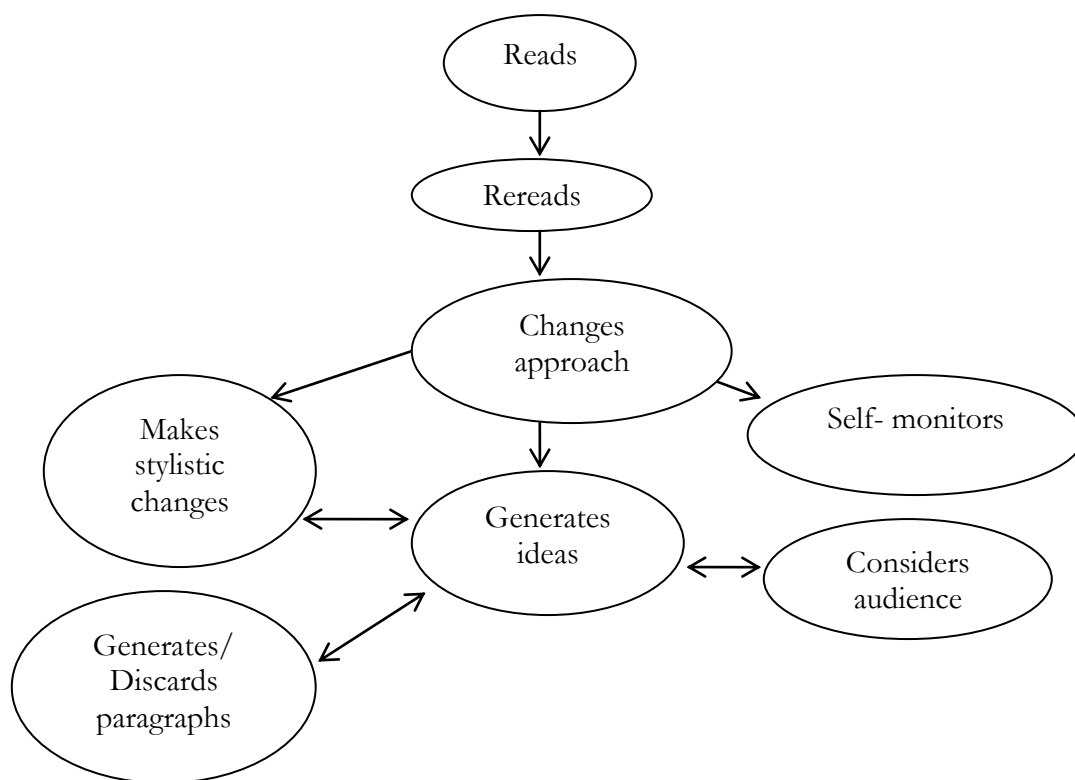 Reads
Rereads
Changes
approach
Self- monitors
Makes
stylistic
changes
Generates
ideas
Considers
audience
Generates/
Discards
paragraphs